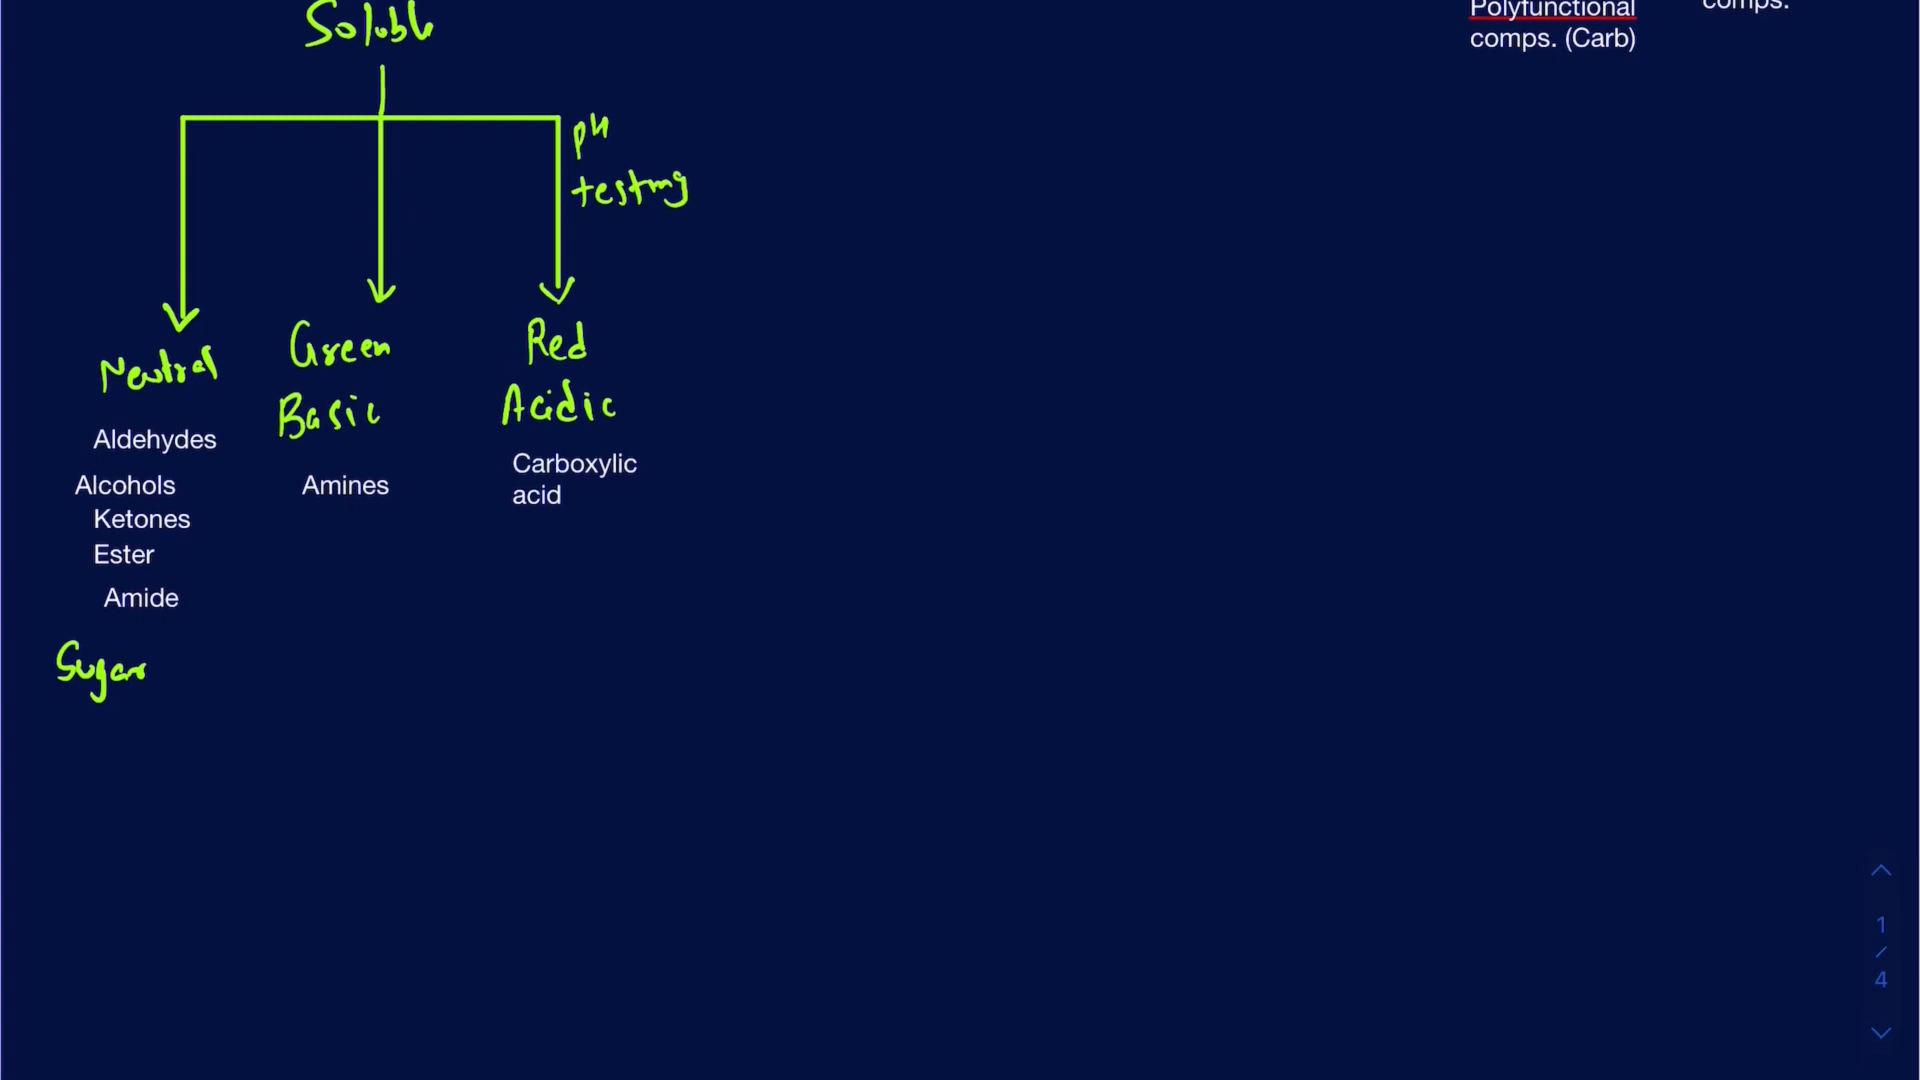 Soluble
Polyfunctional
comps. (Carb)
comps.
pH
testing
Neutral
Green
Basic
Red
Acidic
Aldehydes
Alcohols
Ketones
Ester
Amide
Amines
Carboxylic
acid
Sugar
1
/
4